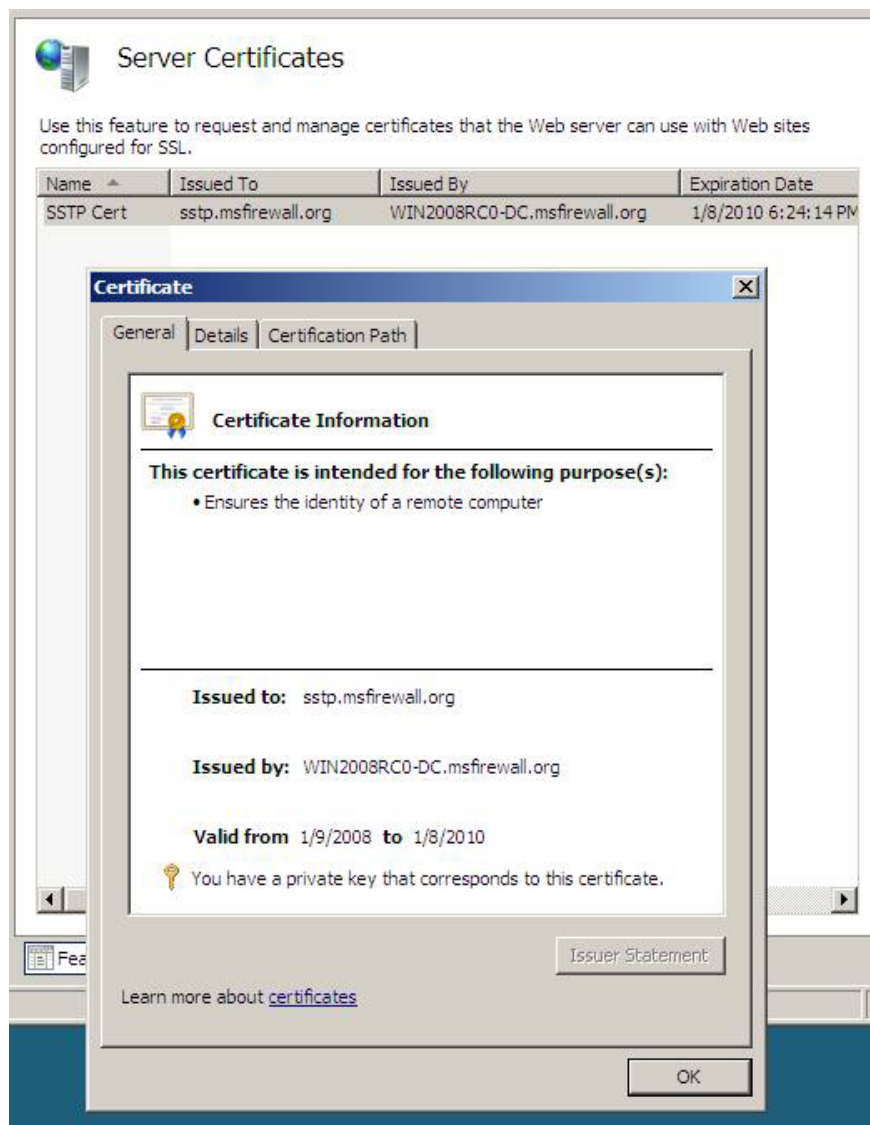 Server Certificates
Use this feature to request and manage certificates that the Web server can use with Web sites
configured for SSL.
Name Issued To Issued By Expiration Date
SSTP Cert sstp.msfirewall.org WIN2008RC0-DC.msfirewall.org 1/8/2010 6:24:14 PM
Certificate
General Details Certification Path
Certificate Information
This certificate is intended for the following purpose(s):
• Ensures the identity of a remote computer
Issued to: sstp.msfirewall.org
Issued by: WIN2008RC0-DC.msfirewall.org
Valid from 1/9/2008 to 1/8/2010
You have a private key that corresponds to this certificate.
Issuer Statement
Learn more about certificates
OK